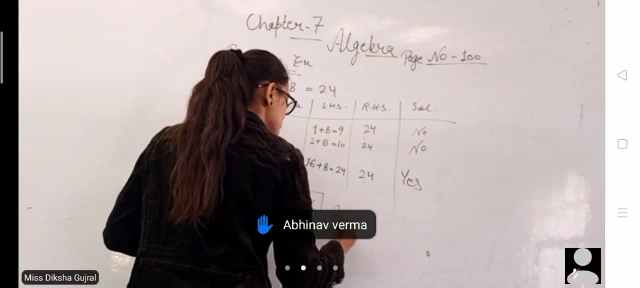 Chapter-7
Algebra Page No-100
Ex
8 = 24
L.H.S. R.H.S. Sol.
1+8=9 24 No
2+8=10 24 No
16+8=24 24 Yes
Abhinav verma
Miss Diksha Gujral